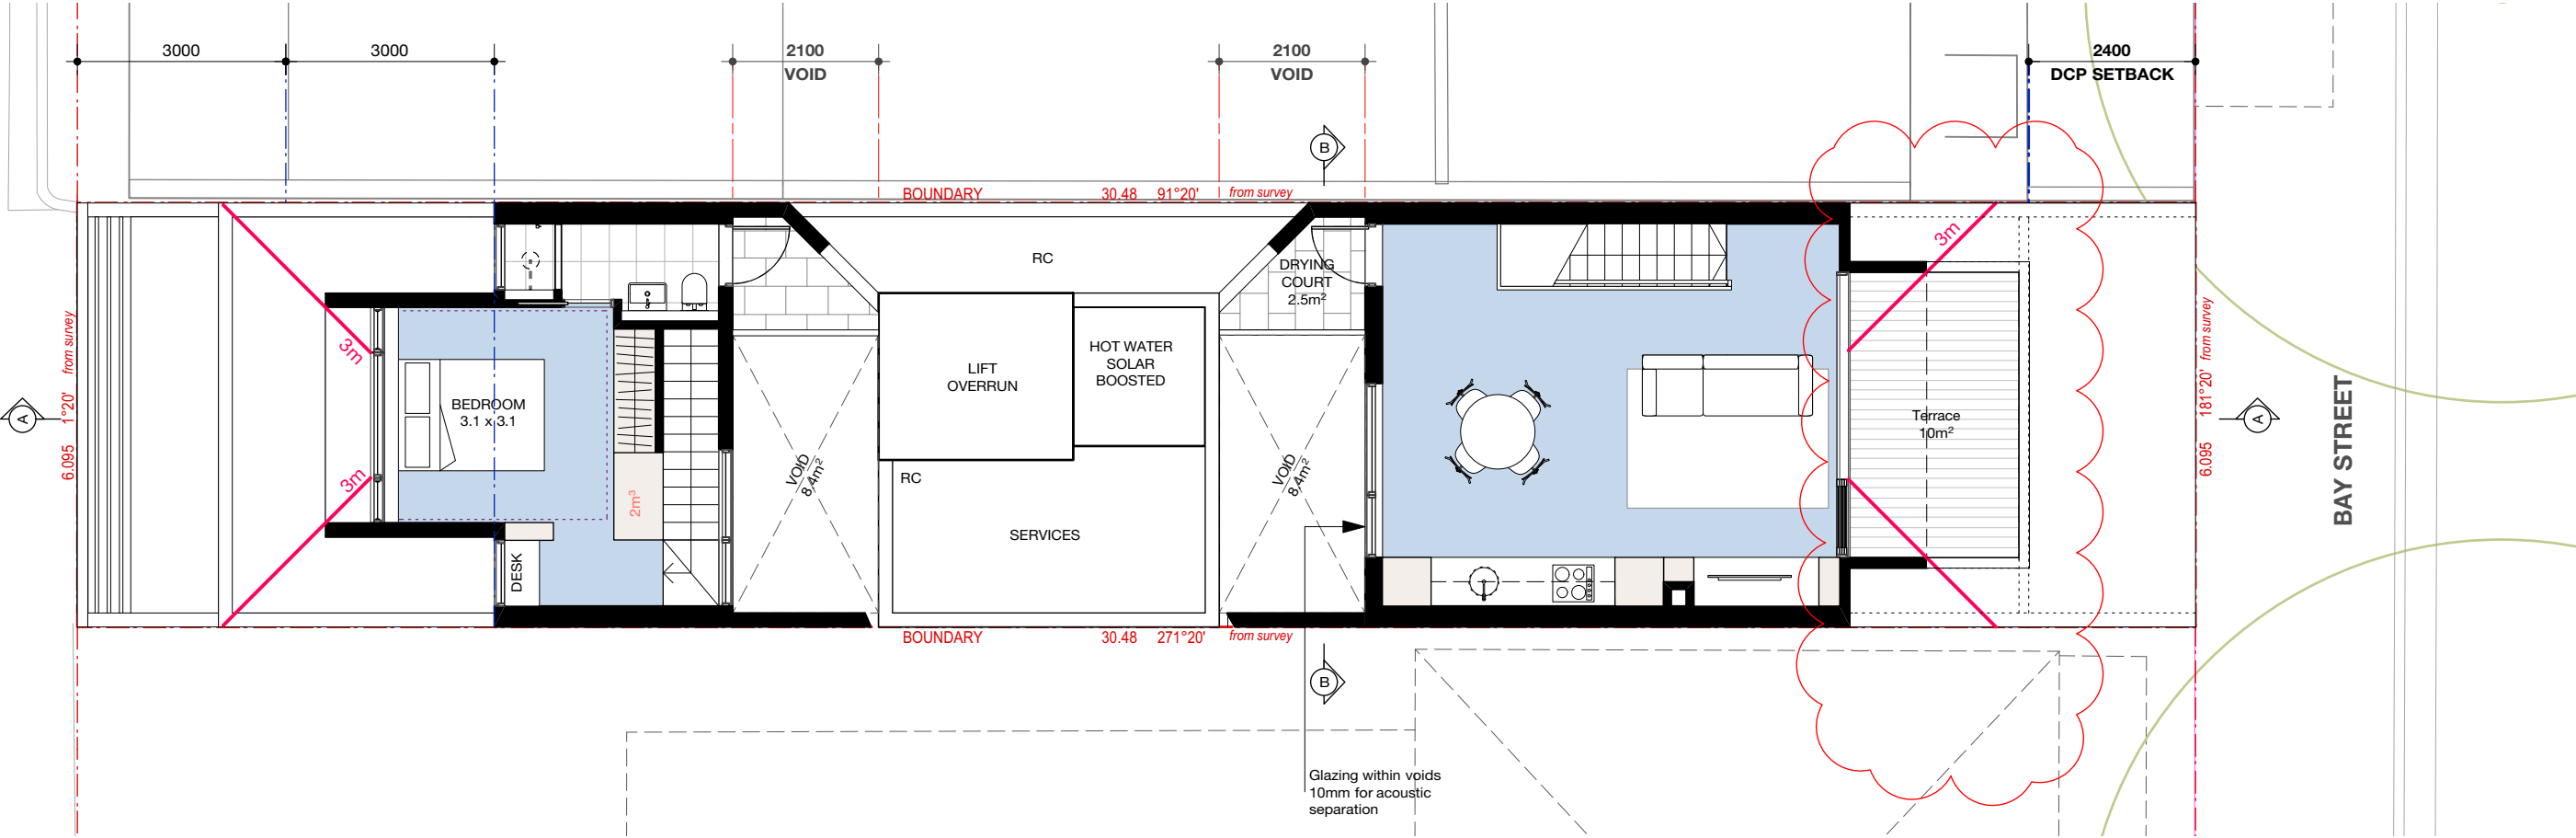 3000
3000
2100
VOID
2100
VOID
2400
DCP SETBACK
B
BOUNDARY 30.48 91°20' from survey
3m
3m
RC
DRYING
COURT
2.5m²
LIFT
OVERRUN
HOT WATER
SOLAR
BOOSTED
6.095 1°20' from survey
3m
BEDROOM
3.1 x 3.1
A
Terrace
10m²
A
181°20' from survey
6.095
BAY STREET
3m
2m³
VOID
8.4m²
RC
VOID
8.4m²
SERVICES
DESK
BOUNDARY 30.48 271°20' from survey
B
Glazing within voids
10mm for acoustic
separation